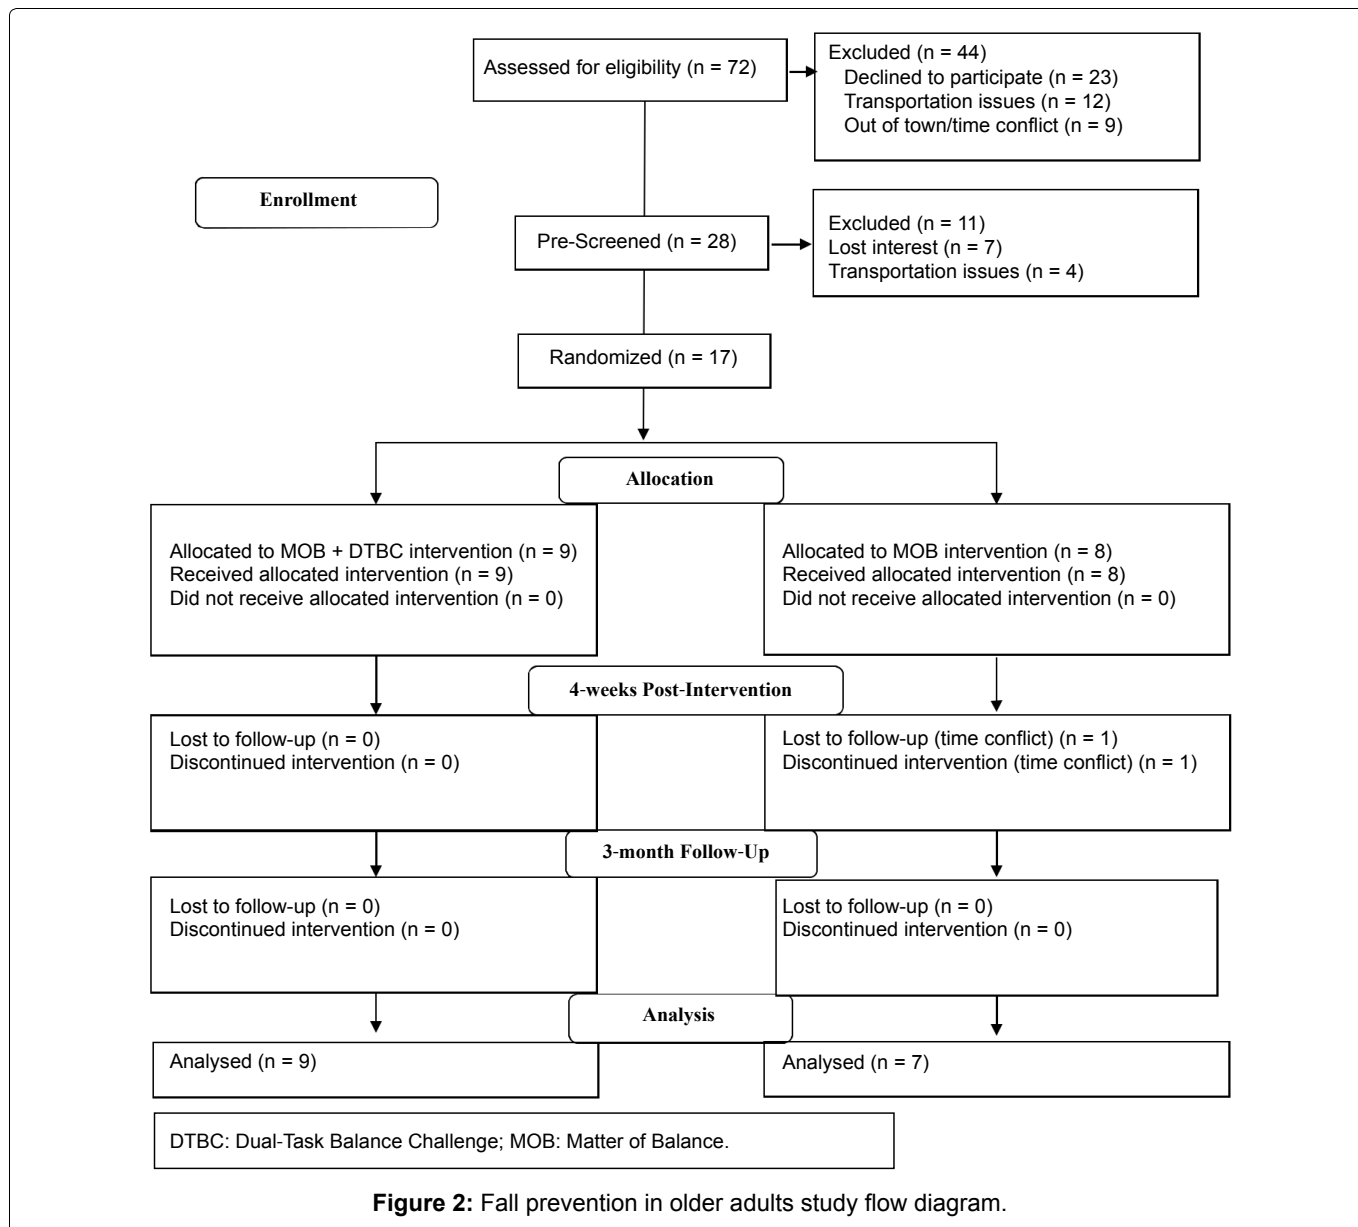 Assessed for eligibility (n = 72)
Excluded (n = 44)
Declined to participate (n = 23)
Transportation issues (n = 12)
Out of town/time conflict (n = 9)
Enrollment
Pre-Screened (n = 28)
Excluded (n = 11)
Lost interest (n = 7)
Transportation issues (n = 4)
Randomized (n = 17)
Allocation
Allocated to MOB + DTBC intervention (n = 9)
Received allocated intervention (n = 9)
Did not receive allocated intervention (n = 0)
Allocated to MOB intervention (n = 8)
Received allocated intervention (n = 8)
Did not receive allocated intervention (n = 0)
4-weeks Post-Intervention
Lost to follow-up (n = 0)
Discontinued intervention (n = 0)
Lost to follow-up (time conflict) (n = 1)
Discontinued intervention (time conflict) (n = 1)
3-month Follow-Up
Lost to follow-up (n = 0)
Discontinued intervention (n = 0)
Lost to follow-up (n = 0)
Discontinued intervention (n = 0)
Analysis
Analysed (n = 9)
Analysed (n = 7)
DTBC: Dual-Task Balance Challenge; MOB: Matter of Balance.
Figure 2: Fall prevention in older adults study flow diagram.